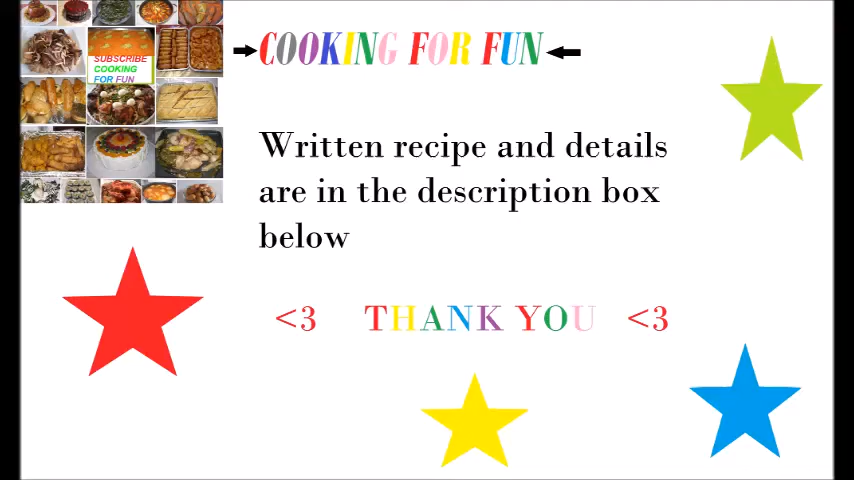 COOKING FOR FUN
SUBSCRIBE
COOKING
FOR FUN
Written recipe and details
are in the description box
below
<3 THANK YOU <3